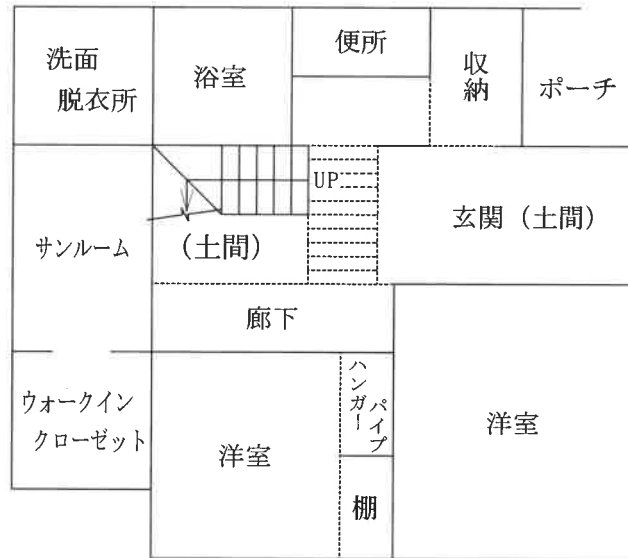 洗面
脱衣所
浴室
便所
収納
ポーチ
サンルーム
UP
(土間)
玄関(土間)
廊下
ウォークイン
クローゼット
洋室
ハンガー
パイプ
棚
洋室